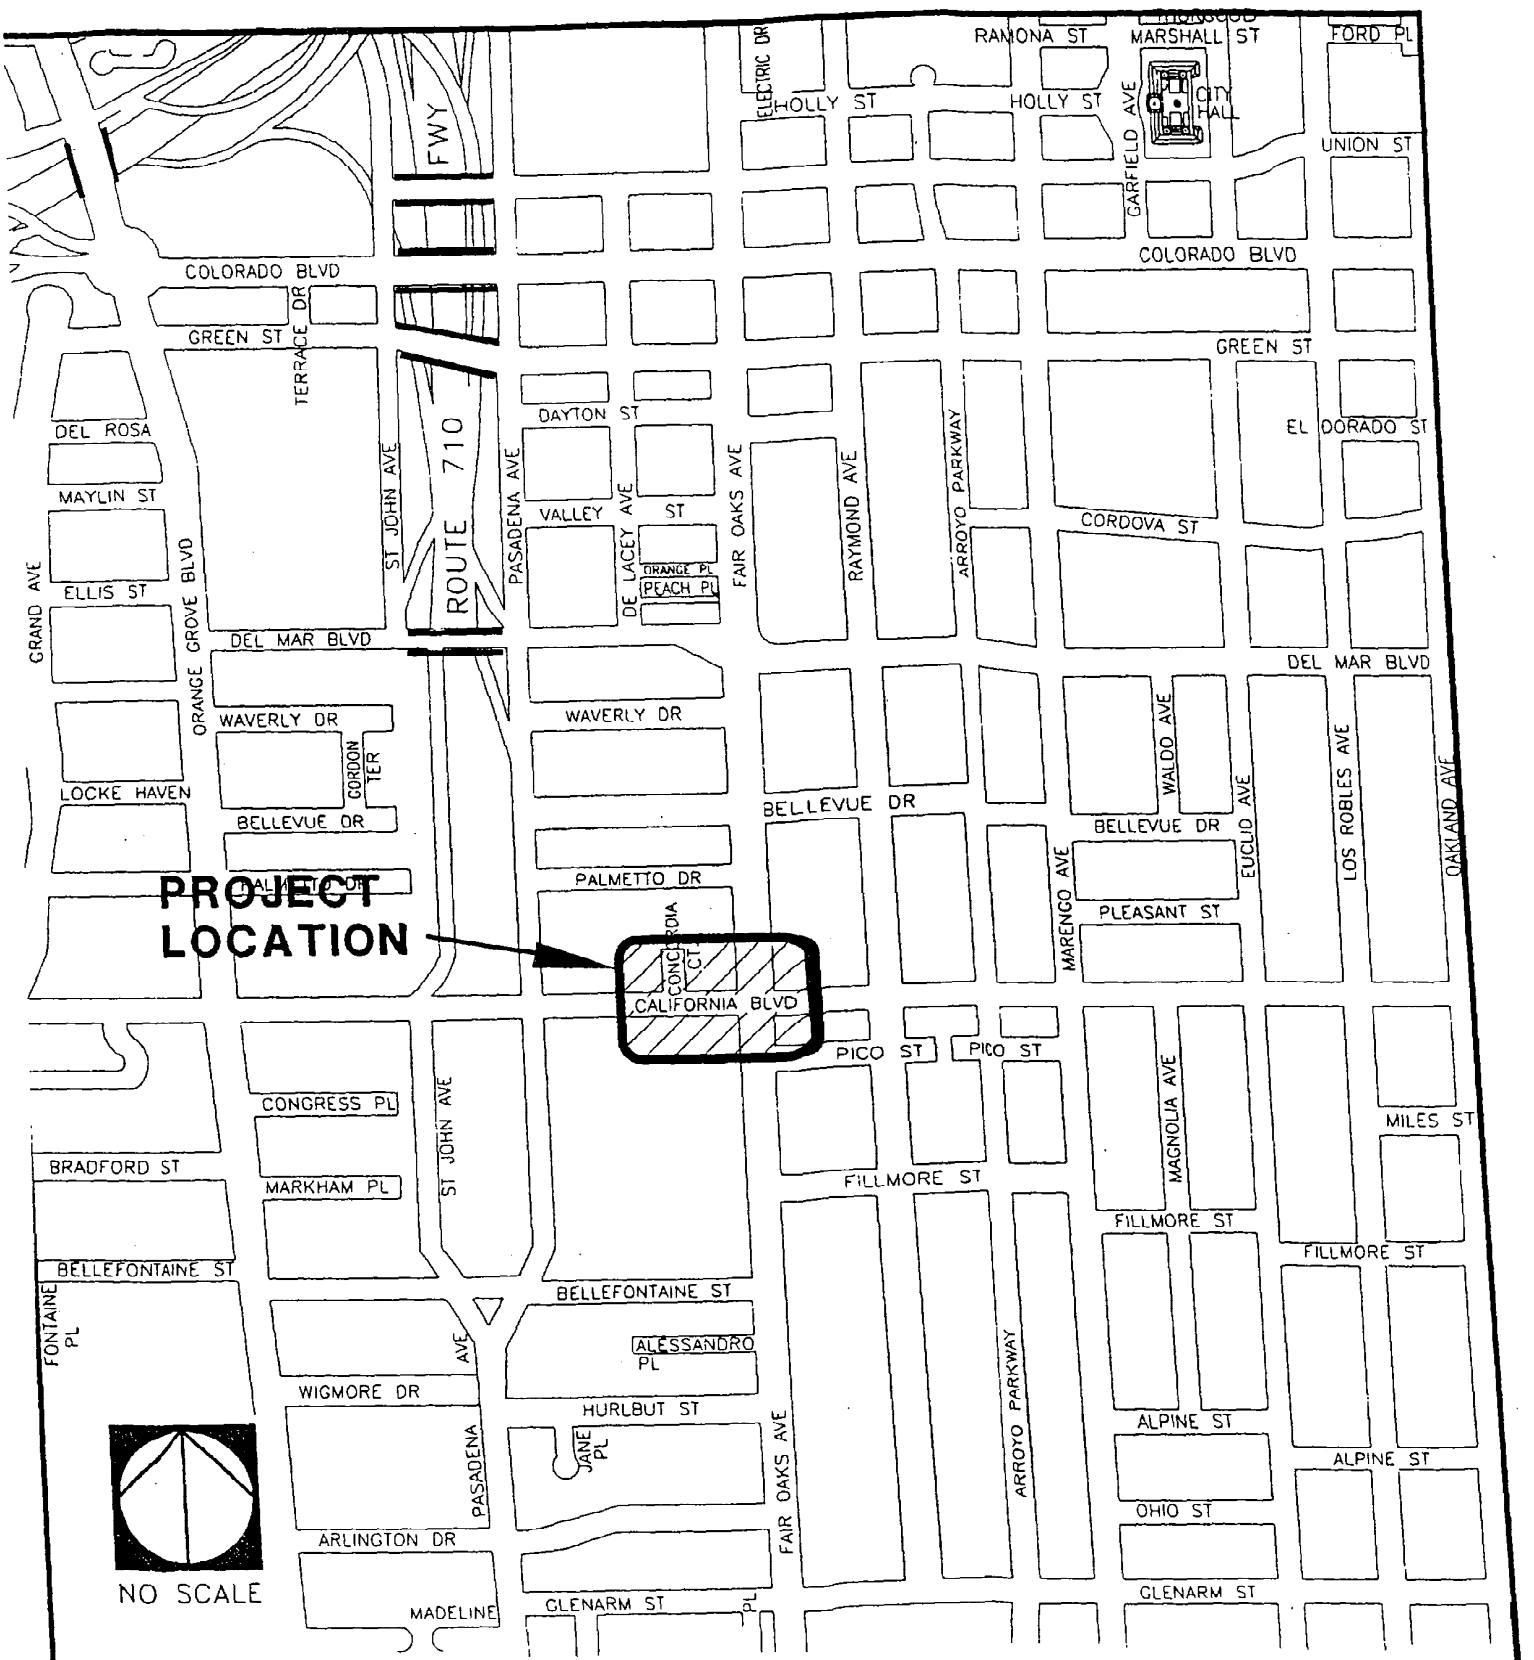 RAMONA ST
MARSHALL ST
FORD PL
ELECTRIC DR
HOLLY ST
HOLLY ST
GARFIELD AVE
CITY
HALL
UNION ST
FWY
COLORADO BLVD
COLORADO BLVD
TERRACE DR
GREEN ST
GREEN ST
DEL ROSA
DAYTON ST
EL DORADO ST
MAYLIN ST
ST JOHN AVE
ROUTE 710
PASADENA AVE
VALLEY ST
DE LACEY AVE
FAIR OAKS AVE
RAYMOND AVE
ARROYO PARKWAY
CORDOVA ST
ORANGE PL
PEACH PL
GRAND AVE
ELLIS ST
ORANGE GROVE BLVD
DEL MAR BLVD
DEL MAR BLVD
WAVERLY DR
WAVERLY DR
GORDON
TER
WALDO AVE
LOS ROBLES AVE
OAKLAND AVE
EUCLID AVE
LOCKE HAVEN
BELLEVUE DR
BELLEVUE DR
BELLEVUE DR
PALMETTO DR
PALMETTO DR
PROJECT
LOCATION
MARENGO AVE
PLEASANT ST
CONCORDIA
CT
CALIFORNIA BLVD
PICO ST
PICO ST
CONGRESS PL
ST JOHN AVE
MAGNOLIA AVE
MILES ST
BRADFORD ST
MARKHAM PL
FILLMORE ST
FILLMORE ST
FILLMORE ST
BELLEFONTAINE ST
BELLEFONTAINE ST
FONTAINE
PL
ALESSANDRO
PL
PASADENA AVE
WIGMORE DR
HURLBUT ST
JANE
PL
FAIR OAKS AVE
ARROYO PARKWAY
ALPINE ST
ALPINE ST
OHIO ST
ARLINGTON DR
NO SCALE
MADELINE
GLENARM ST
PL
GLENARM ST